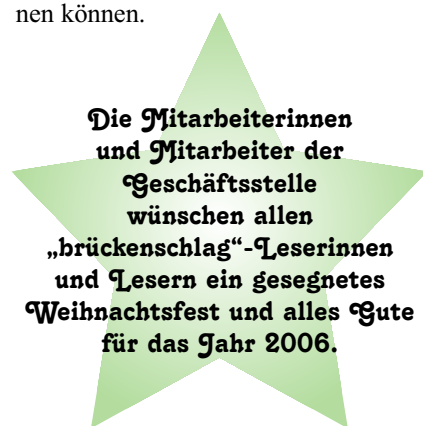 nen können.
Die Mitarbeiterinnen
und Mitarbeiter der
Geschäftsstelle
wünschen allen
„brückenschlag“-Leserinnen
und Lesern ein gesegnetes
Weihnachtsfest und alles Gute
für das Jahr 2006.